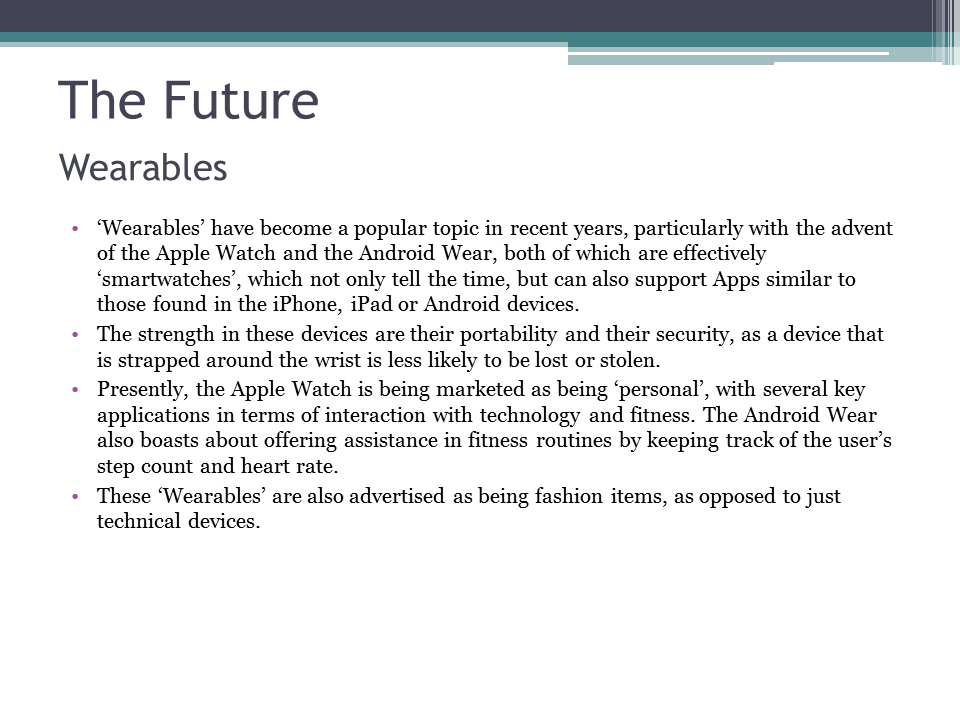 The Future
Wearables
• ‘Wearables’ have become a popular topic in recent years, particularly with the advent
of the Apple Watch and the Android Wear, both of which are effectively
‘smartwatches’, which not only tell the time, but can also support Apps similar to
those found in the iPhone, iPad or Android devices.
• The strength in these devices are their portability and their security, as a device that
is strapped around the wrist is less likely to be lost or stolen.
• Presently, the Apple Watch is being marketed as being ‘personal’, with several key
applications in terms of interaction with technology and fitness. The Android Wear
also boasts about offering assistance in fitness routines by keeping track of the user’s
step count and heart rate.
• These ‘Wearables’ are also advertised as being fashion items, as opposed to just
technical devices.